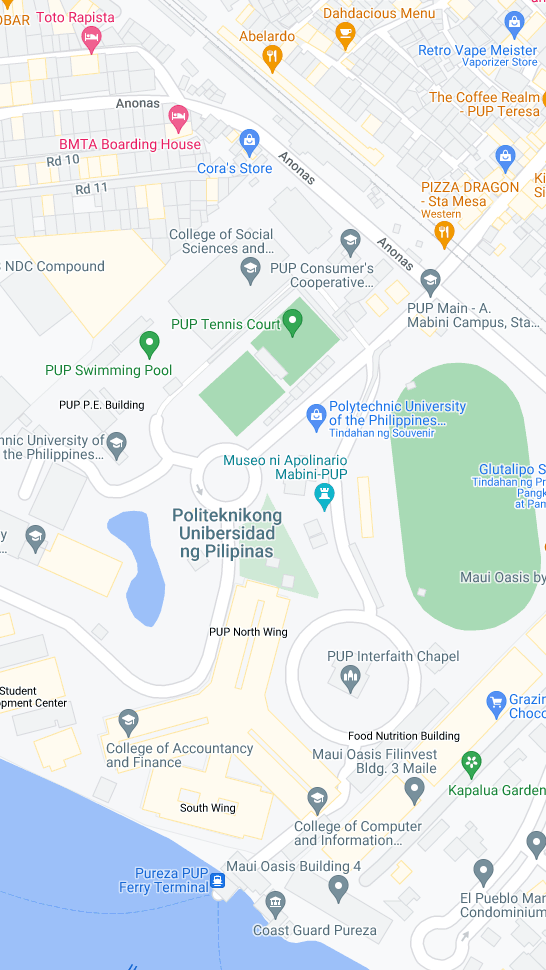 Toto Rapista
OBAR
Dahdacious Menu
Abelardo
Retro Vape Meister
Vaporizer Store
Anonas
The Coffee Realm
- PUP Teresa
BMTA Boarding House
Rd 10
Cora's Store
Anonas
Rd 11
PIZZA DRAGON
- Sta Mesa
Western
Ki
Si
College of Social
Sciences and...
Anonas
NDC Compound
PUP Consumer's
Cooperative...
PUP Main - A.
Mabini Campus, Sta...
PUP Tennis Court
PUP Swimming Pool
PUP P.E. Building
Polytechnic University
of the Philippines...
Tindahan ng Souvenir
hnic University of
the Philippines...
Museo ni Apolinario
Mabini-PUP
Glutalipo S
Tindahan ng Pr
Pangk
at Pan
Politeknikong
Unibersidad
ng Pilipinas
y
...
Maui Oasis by
PUP North Wing
PUP Interfaith Chapel
Student
opment Center
Grazin
Choco
Food Nutrition Building
College of Accountancy
and Finance
Maui Oasis Filinvest
Bldg. 3 Maile
Kapalua Garden
South Wing
College of Computer
and Information...
Maui Oasis Building 4
Pureza PUP
Ferry Terminal
El Pueblo Man
Condominium
Coast Guard Pureza